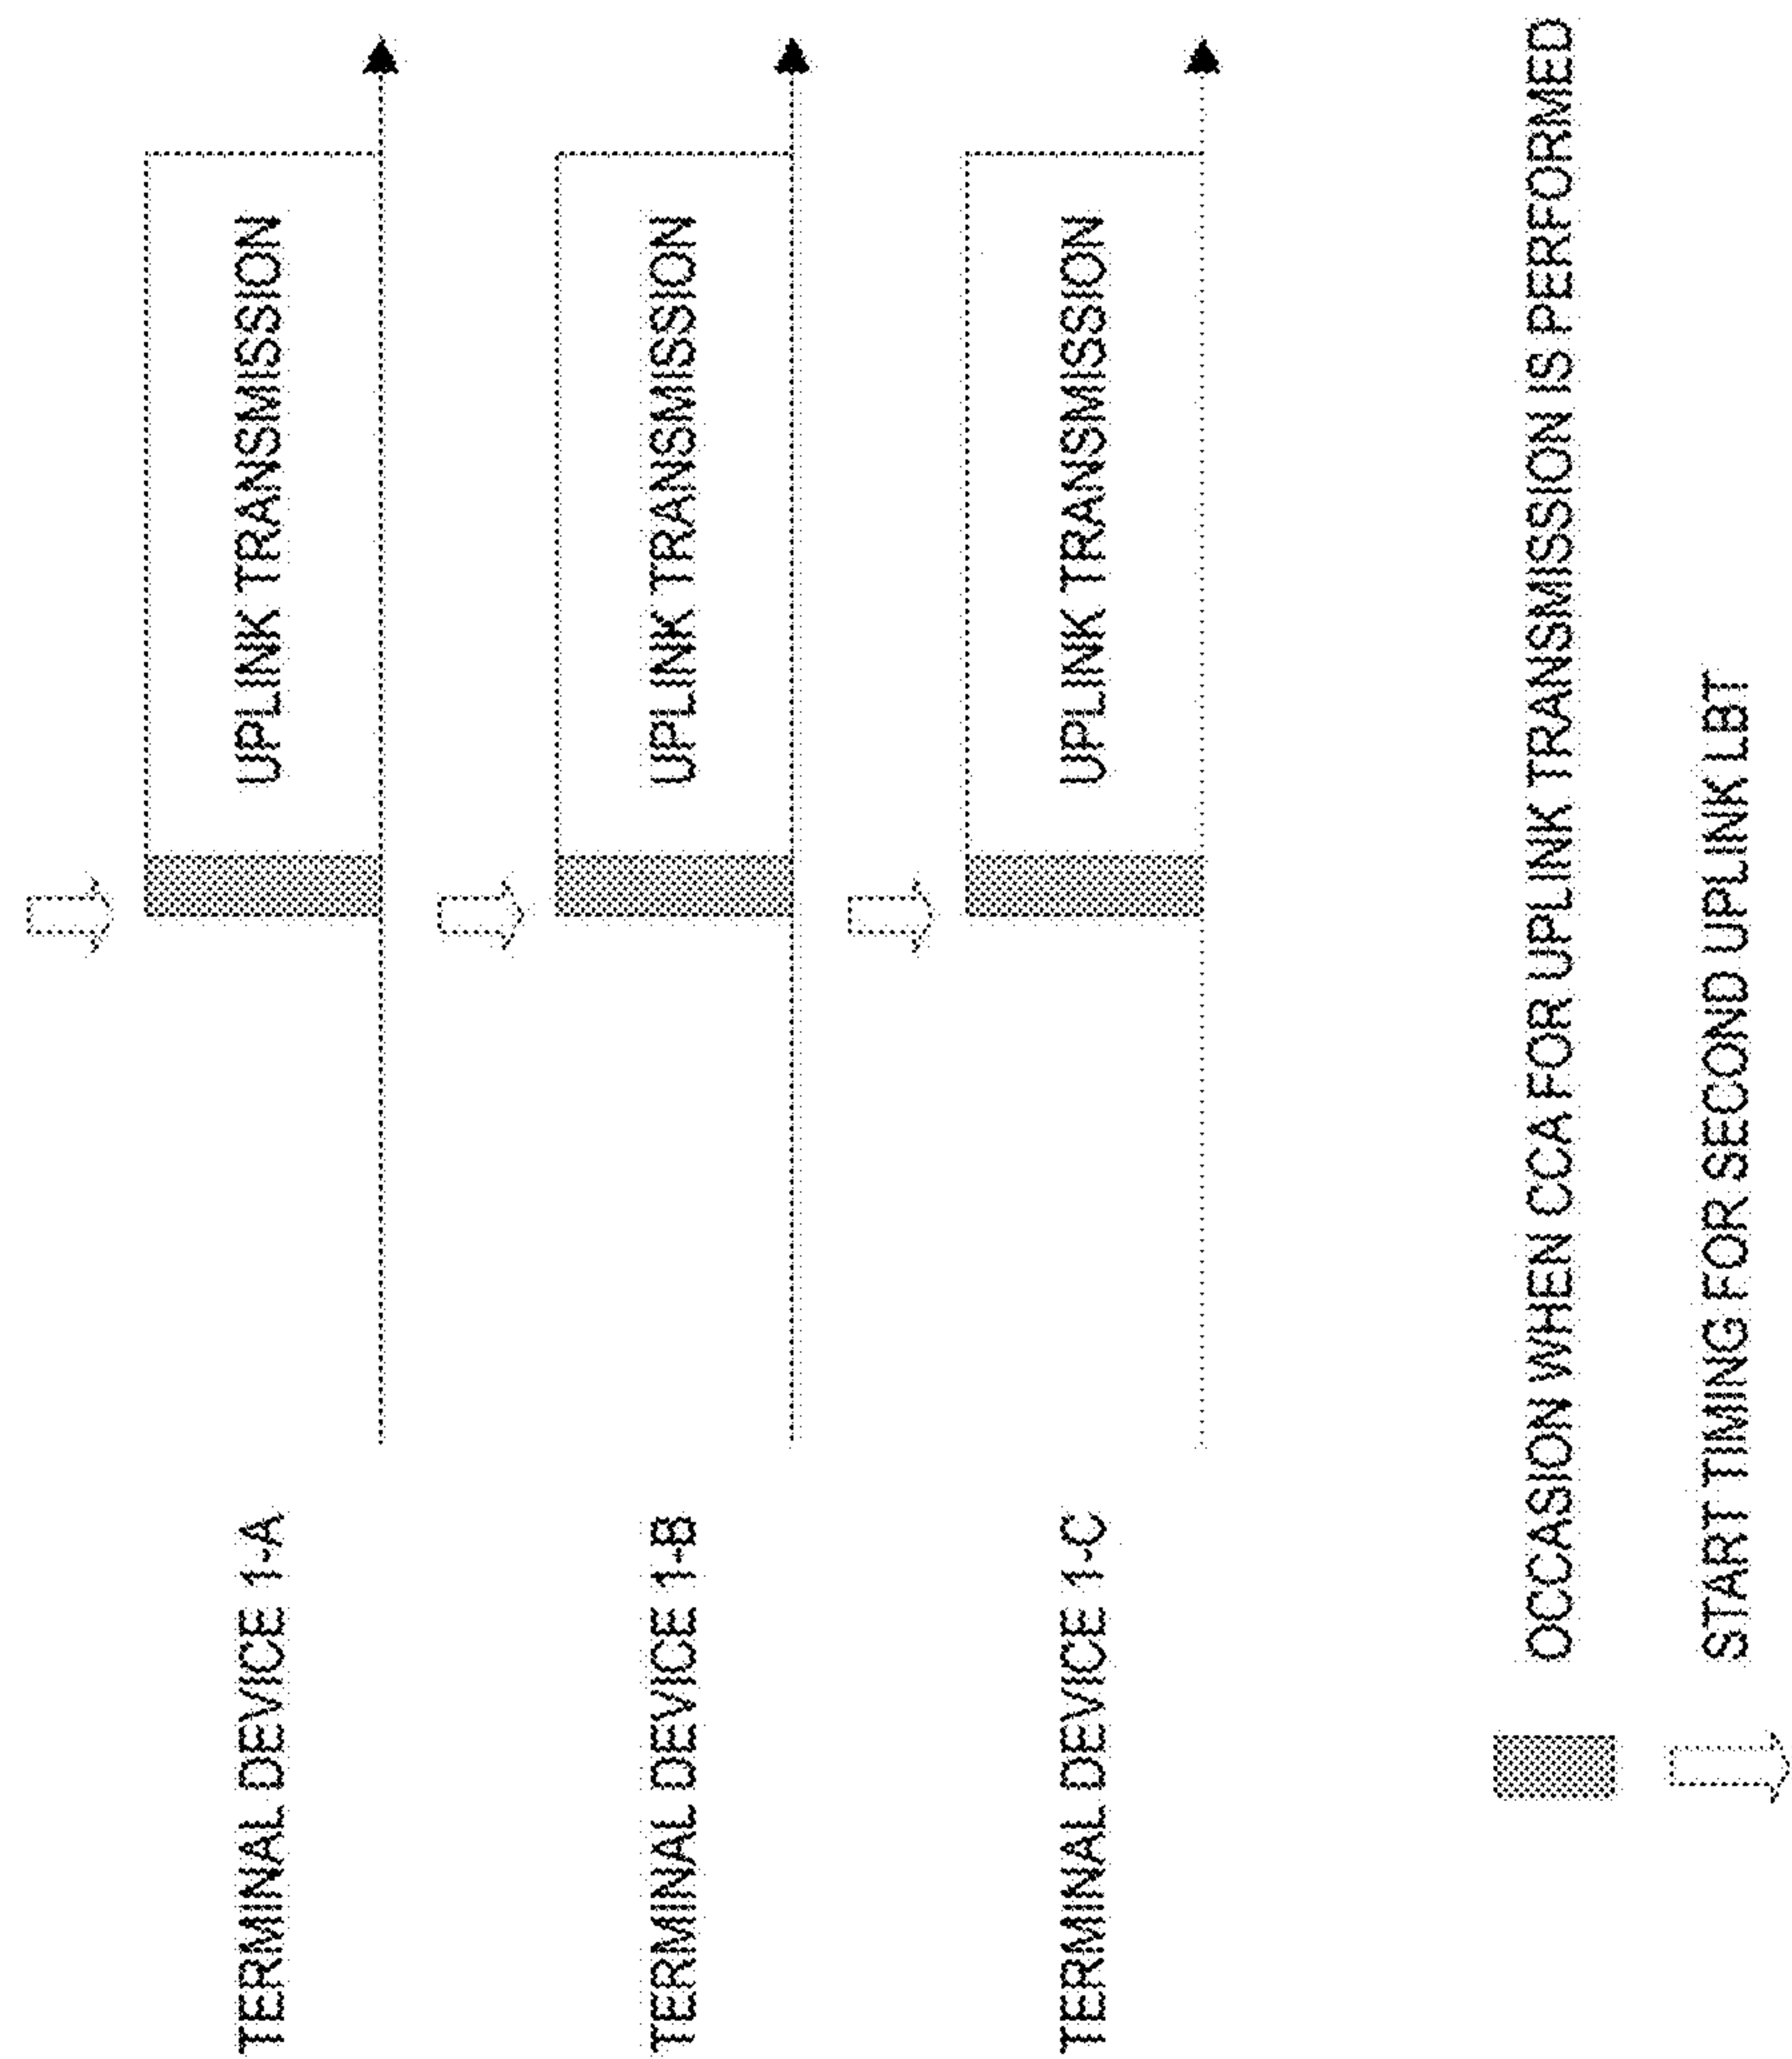 TERMINAL DEVICE 1-A
UPLINK TRANSMISSION
TERMINAL DEVICE 1-B
UPLINK TRANSMISSION
TERMINAL DEVICE 1-C
UPLINK TRANSMISSION
OCCASION WHEN CCA FOR UPLINK TRANSMISSION IS PERFORMED
START TIMING FOR SECOND UPLINK LBT